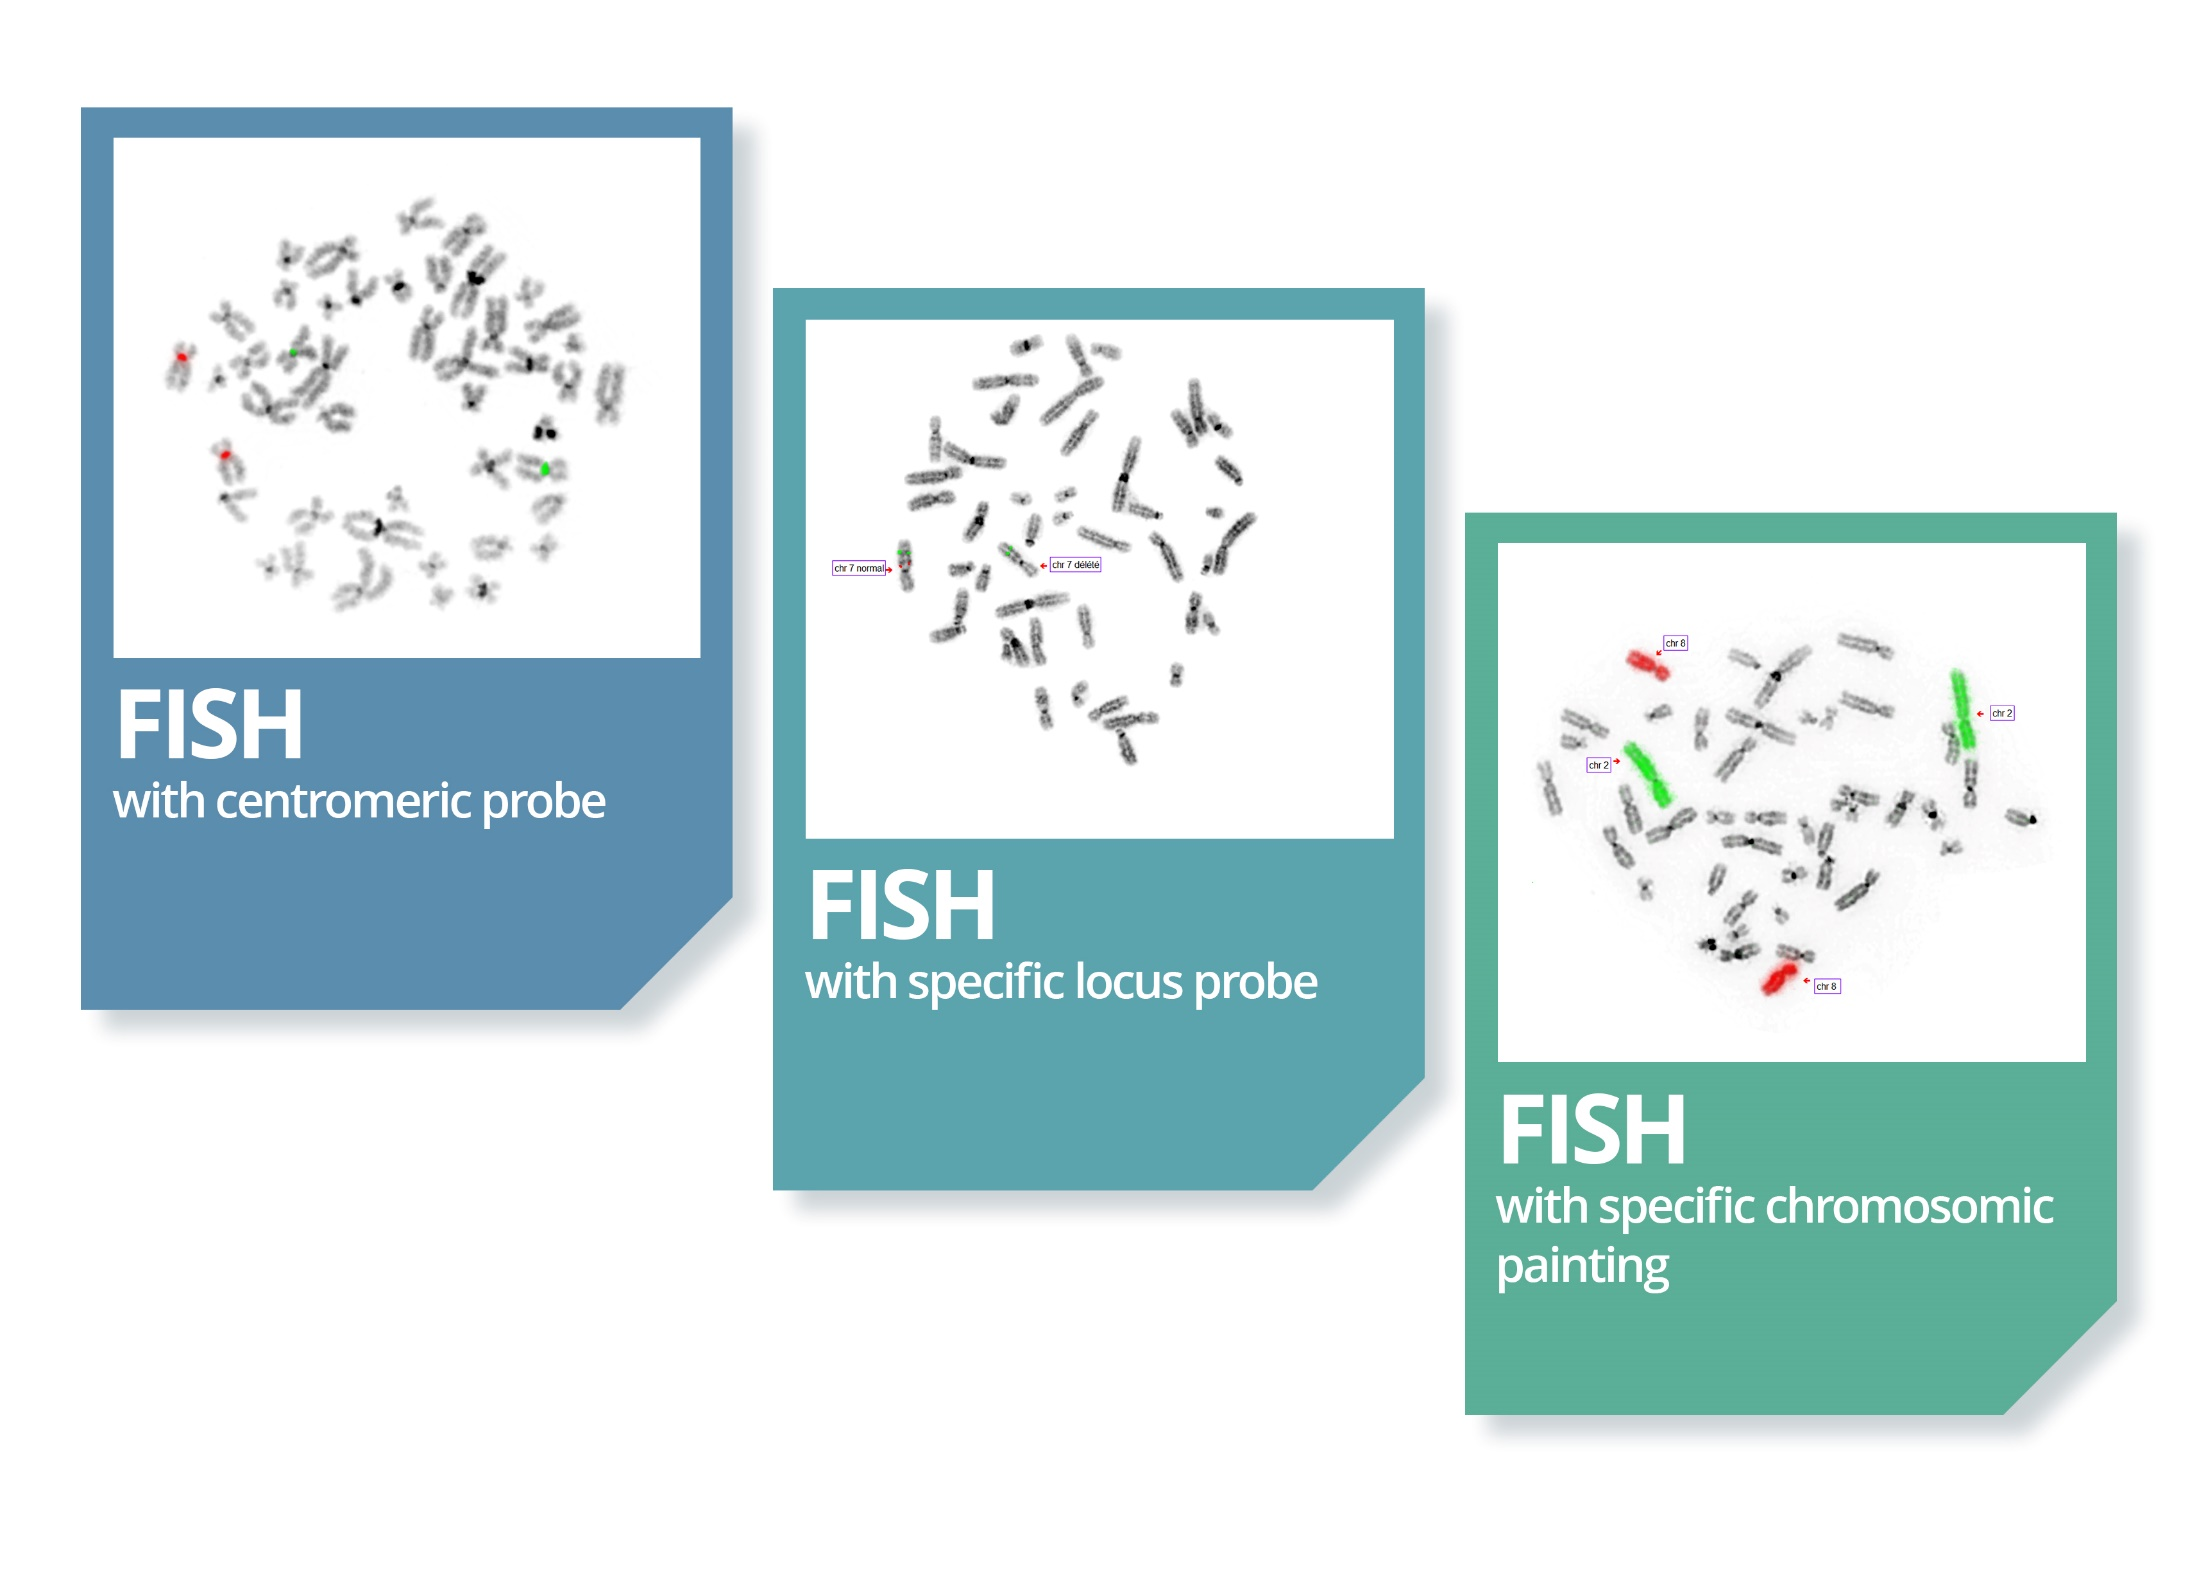 FISH
with centromeric probe
chr 7 normal
chr 7 délété
FISH
with specific locus probe
chr 8
chr 2
chr 2
chr 8
FISH
with specific chromosomic
painting